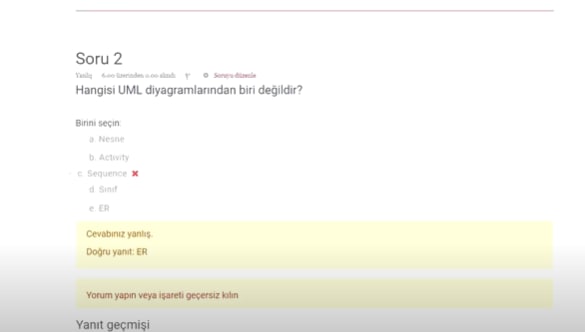 Soru 2
Yanlış 6.00 üzerinden 0.00 alındı Soruyu düzenle
Hangisi UML diyagramlarından biri değildir?
Birini seçin:
a. Nesne
b. Activity
c. Sequence
d. Sınıf
e. ER
Cevabınız yanlış.
Doğru yanıt: ER
Yorum yapın veya işareti geçersiz kılın
Yanıt geçmişi